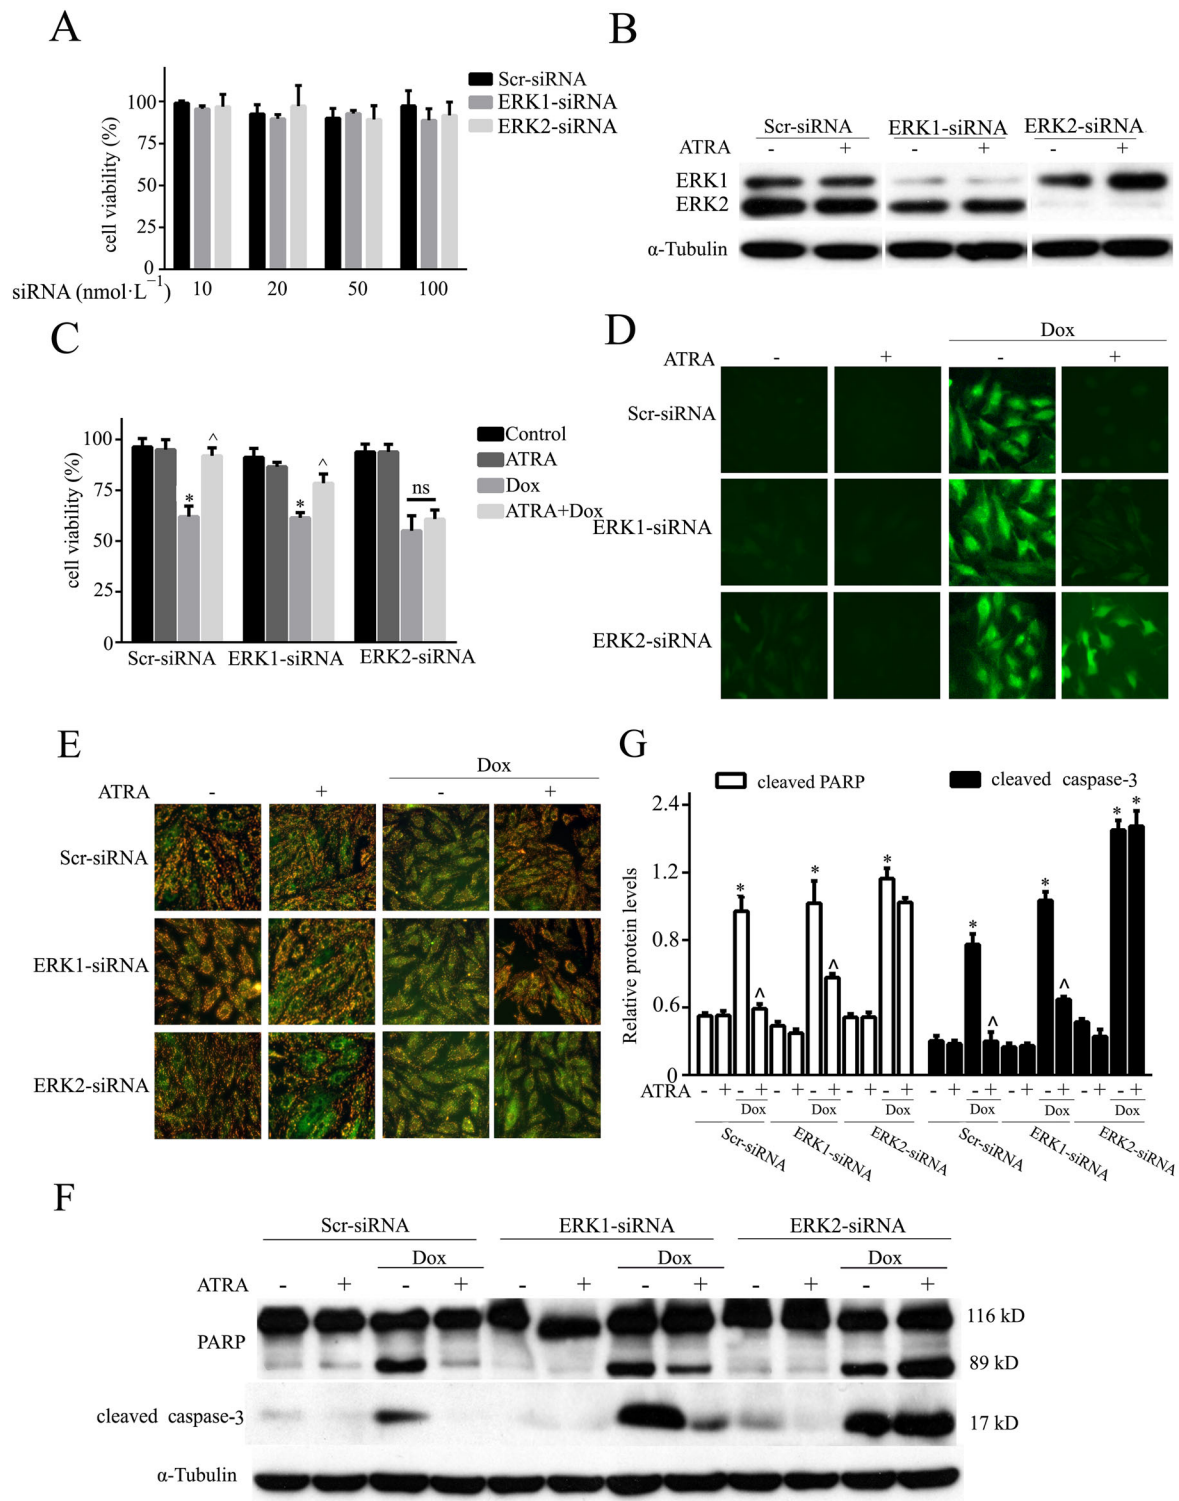 A
Scr-siRNA
ERK1-siRNA
ERK2-siRNA
cell viability (%)
100
75
50
25
0
siRNA (nmol·L⁻¹)
10 20 50 100
B
Scr-siRNA ERK1-siRNA ERK2-siRNA
ATRA - + - + - +
ERK1
ERK2
α-Tubulin
C
Control
ATRA
Dox
ATRA+Dox
cell viability (%)
100
75
50
25
0
* ^ * ^ ns
Scr-siRNA ERK1-siRNA ERK2-siRNA
D
Dox
ATRA - + - +
Scr-siRNA
ERK1-siRNA
ERK2-siRNA
E
Dox
ATRA - + - +
Scr-siRNA
ERK1-siRNA
ERK2-siRNA
G
cleaved PARP cleaved caspase-3
Relative protein levels
2.4
1.2
0.8
0.6
0
* ^ * ^ * * ^ * ^ * *
ATRA - + - + - + - + - + - + - + - + - + - + - + - +
Dox Dox Dox Dox Dox Dox
Scr-siRNA ERK1-siRNA ERK2-siRNA Scr-siRNA ERK1-siRNA ERK2-siRNA
F
Scr-siRNA ERK1-siRNA ERK2-siRNA
Dox Dox Dox
ATRA - + - + - + - + - + - +
PARP
116 kD
89 kD
cleaved caspase-3
17 kD
α-Tubulin